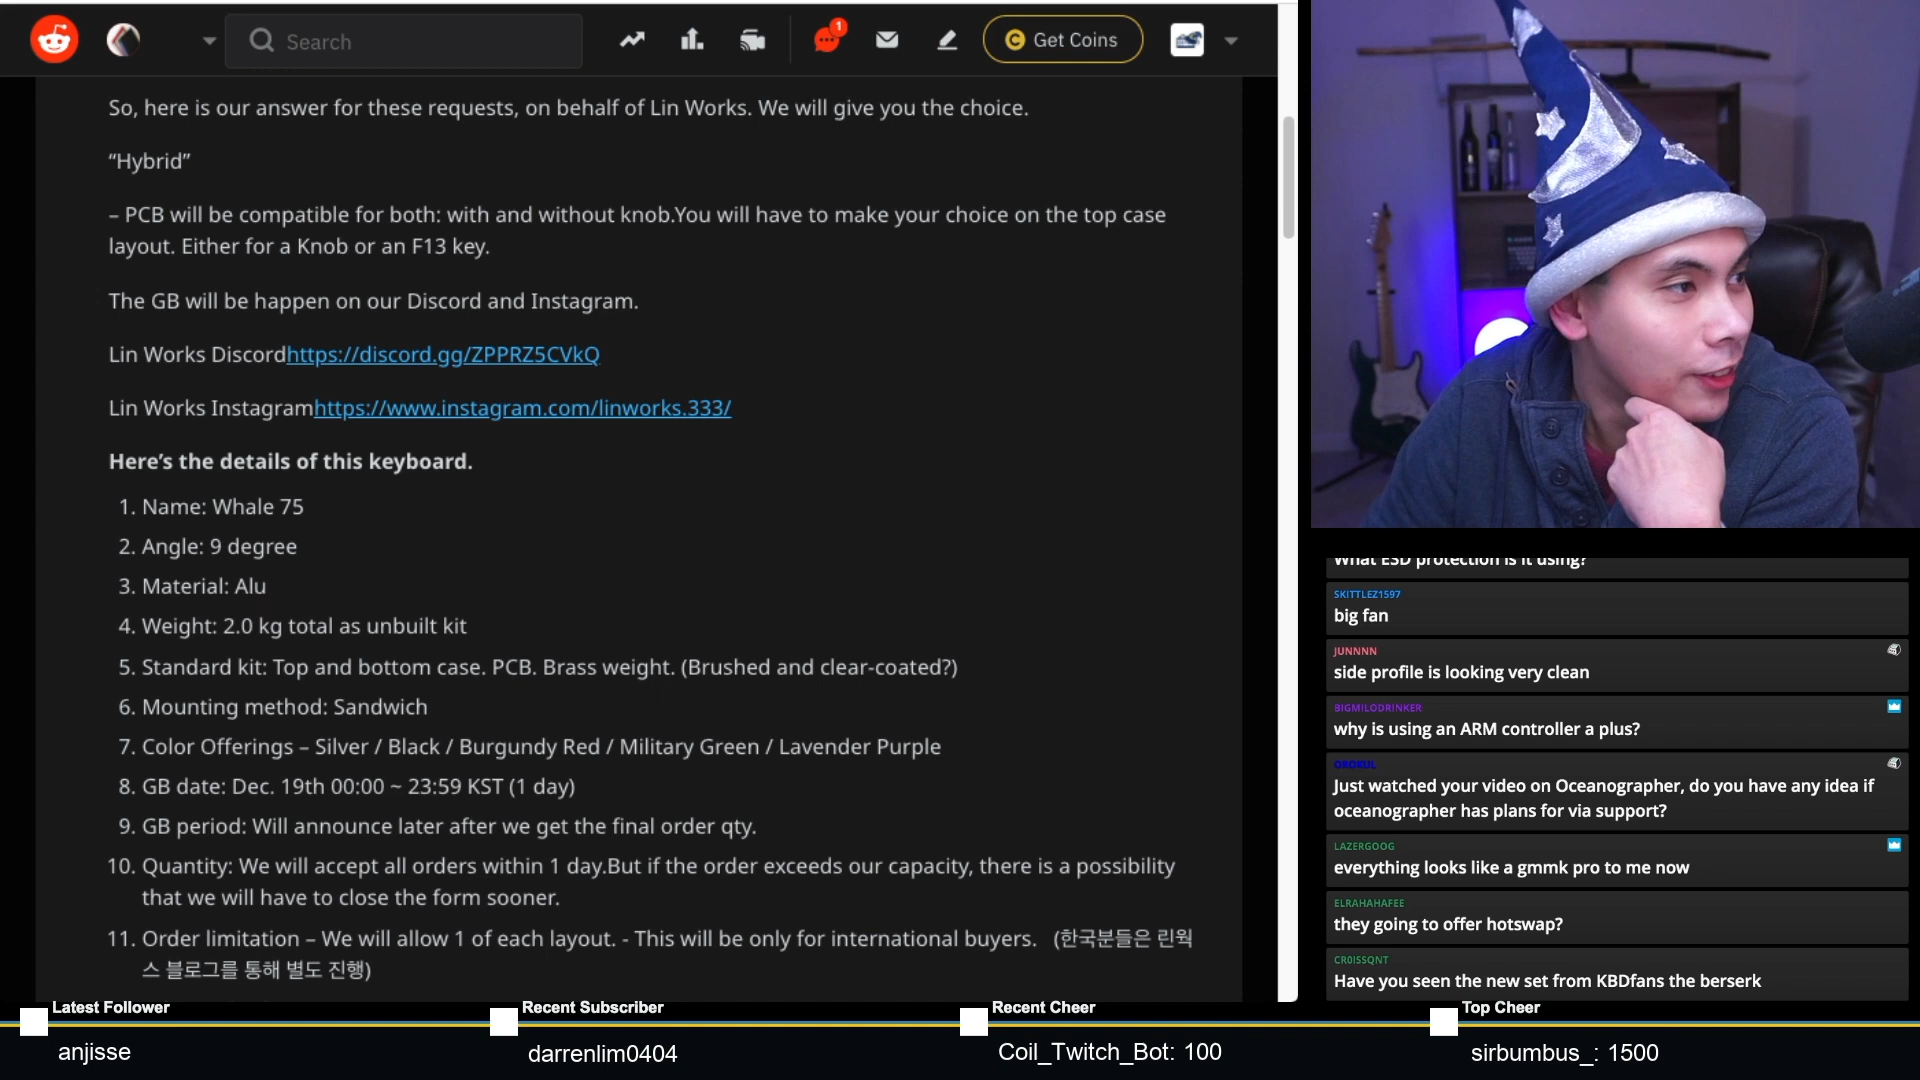 Search
1
Get Coins
So, here is our answer for these requests, on behalf of Lin Works. We will give you the choice.
“Hybrid”
– PCB will be compatible for both: with and without knob.You will have to make your choice on the top case
layout. Either for a Knob or an F13 key.
The GB will be happen on our Discord and Instagram.
Lin Works Discordhttps://discord.gg/ZPPRZ5CVkQ
Lin Works Instagramhttps://www.instagram.com/linworks.333/
Here’s the details of this keyboard.
1. Name: Whale 75
2. Angle: 9 degree
3. Material: Alu
4. Weight: 2.0 kg total as unbuilt kit
5. Standard kit: Top and bottom case. PCB. Brass weight. (Brushed and clear-coated?)
6. Mounting method: Sandwich
7. Color Offerings – Silver / Black / Burgundy Red / Military Green / Lavender Purple
8. GB date: Dec. 19th 00:00 ~ 23:59 KST (1 day)
9. GB period: Will announce later after we get the final order qty.
10. Quantity: We will accept all orders within 1 day.But if the order exceeds our capacity, there is a possibility
that we will have to close the form sooner.
11. Order limitation – We will allow 1 of each layout. - This will be only for international buyers. (한국분들은 린웍
스 블로그를 통해 별도 진행)
What ESD protection is it using?
SKITTLEZ1597
big fan
JUNNNN
side profile is looking very clean
BIGMILODRINKER
why is using an ARM controller a plus?
Just watched your video on Oceanographer, do you have any idea if
oceanographer has plans for via support?
LAZERGOOG
everything looks like a gmmk pro to me now
ELRAHAHAFEE
they going to offer hotswap?
CR0ISSQNT
Have you seen the new set from KBDfans the berserk
Latest Follower
anjisse
Recent Subscriber
darrenlim0404
Recent Cheer
Coil_Twitch_Bot: 100
Top Cheer
sirbumbus_: 1500